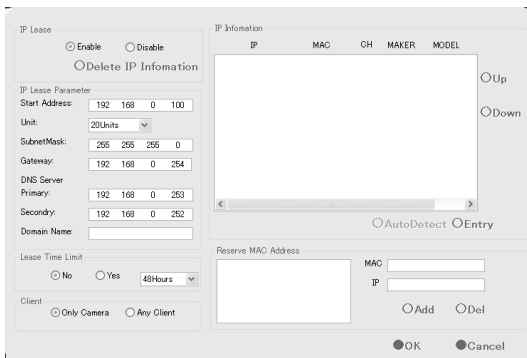 IP Lease
Enable Disable
Delete IP Infomation
IP Lease Parameter
Start Address: 192 168 0 100
Unit: 20Units
SubnetMask: 255 255 255 0
Gateway: 192 168 0 254
DNS Server
Primary: 192 168 0 253
Secondry: 192 168 0 252
Domain Name:
Lease Time Limit
No Yes 48Hours
Client
Only Camera Any Client
IP Infomation
IP MAC CH MAKER MODEL
Up
Down
AutoDetect Entry
Reserve MAC Address
MAC
IP
Add Del
OK Cancel